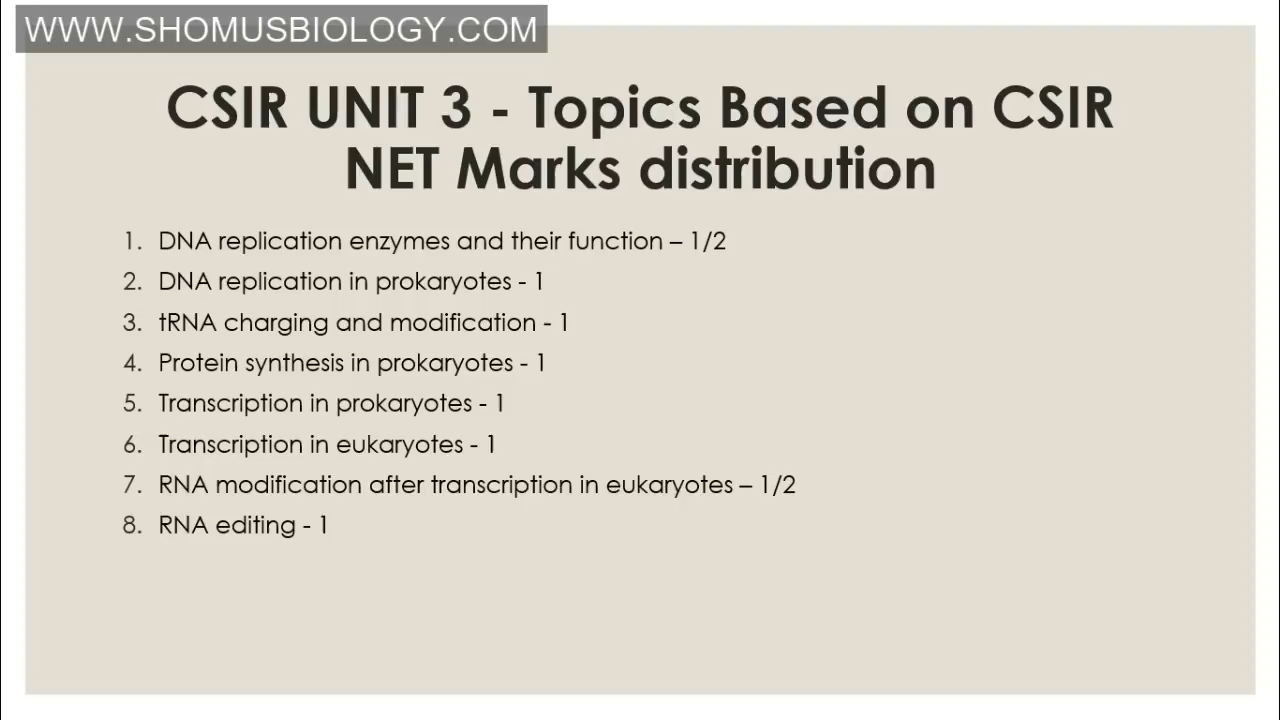 WWW.SHOMUSBIOLOGY.COM
CSIR UNIT 3 - Topics Based on CSIR
NET Marks distribution
1. DNA replication enzymes and their function – 1/2
2. DNA replication in prokaryotes - 1
3. tRNA charging and modification - 1
4. Protein synthesis in prokaryotes - 1
5. Transcription in prokaryotes - 1
6. Transcription in eukaryotes - 1
7. RNA modification after transcription in eukaryotes – 1/2
8. RNA editing - 1